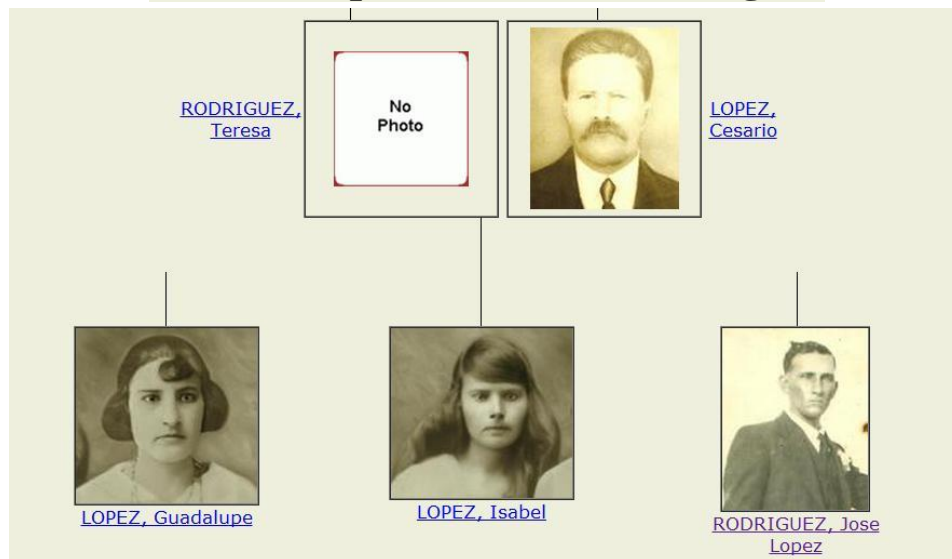 RODRIGUEZ,
Teresa
No
Photo
LOPEZ,
Cesario
LOPEZ, Guadalupe
LOPEZ, Isabel
RODRIGUEZ, Jose
Lopez